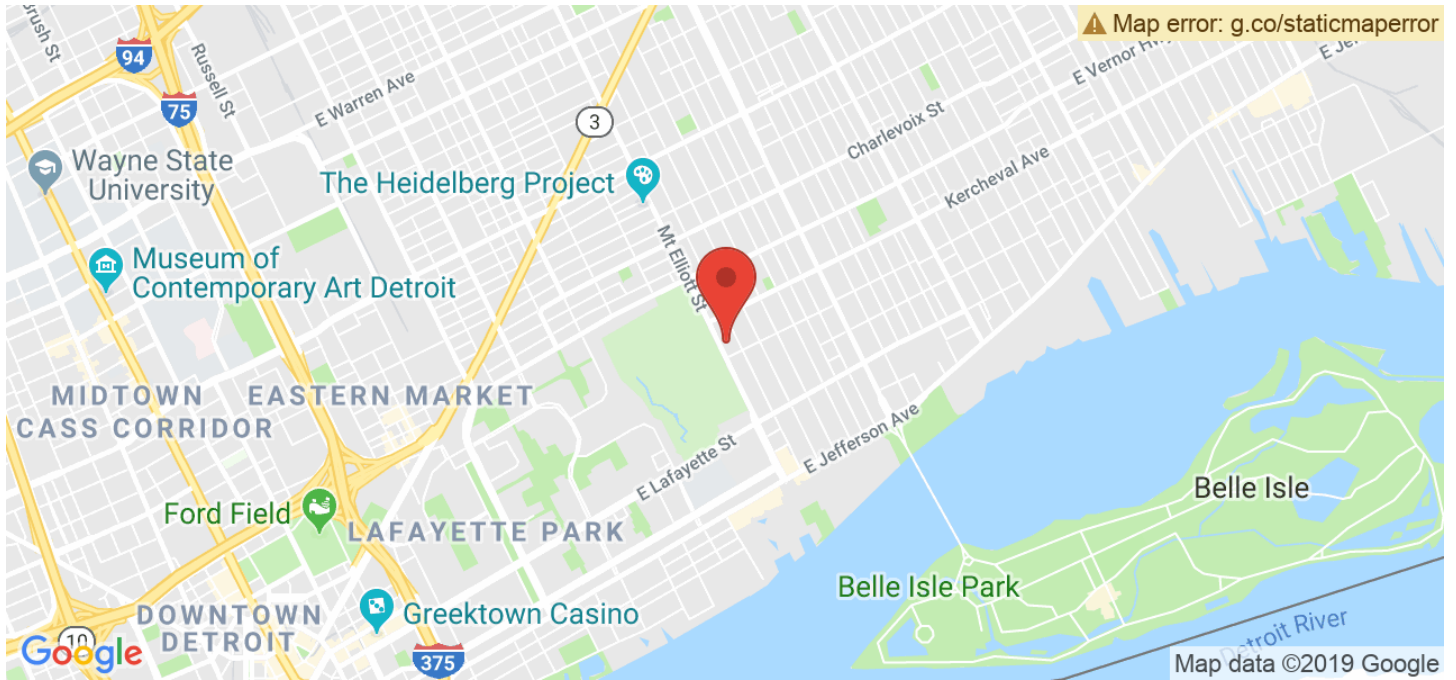 Map error: g.co/staticmaperror
Brush St
94
Russell St
75
E Warren Ave
3
E Vernor Hwy
E Je
Charlevoix St
Kercheval Ave
Wayne State
University
The Heidelberg Project
Mt Elliott St
Museum of
Contemporary Art Detroit
MIDTOWN
CASS CORRIDOR
EASTERN MARKET
E Lafayette St
E Jefferson Ave
Ford Field
LAFAYETTE PARK
Belle Isle
Belle Isle Park
Greektown Casino
DOWNTOWN
DETROIT
10
375
Detroit River
Google
Map data ©2019 Google